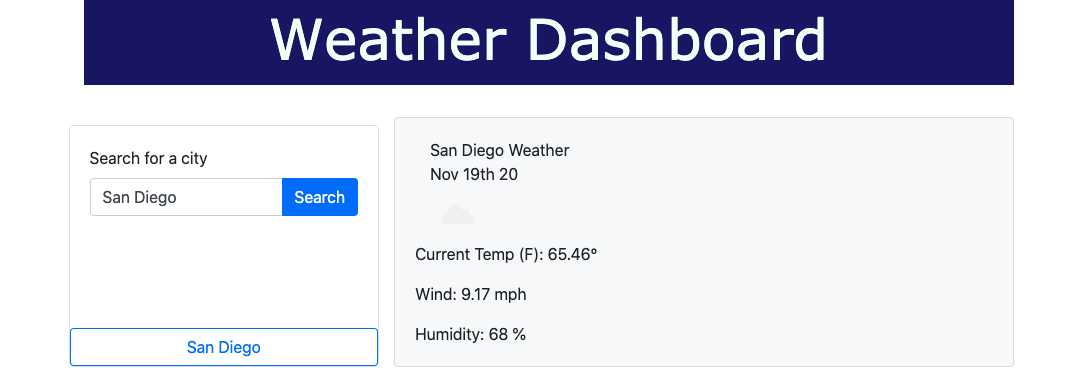 Weather Dashboard
Search for a city
San Diego
Search
San Diego
San Diego Weather
Nov 19th 20
Current Temp (F): 65.46°
Wind: 9.17 mph
Humidity: 68 %